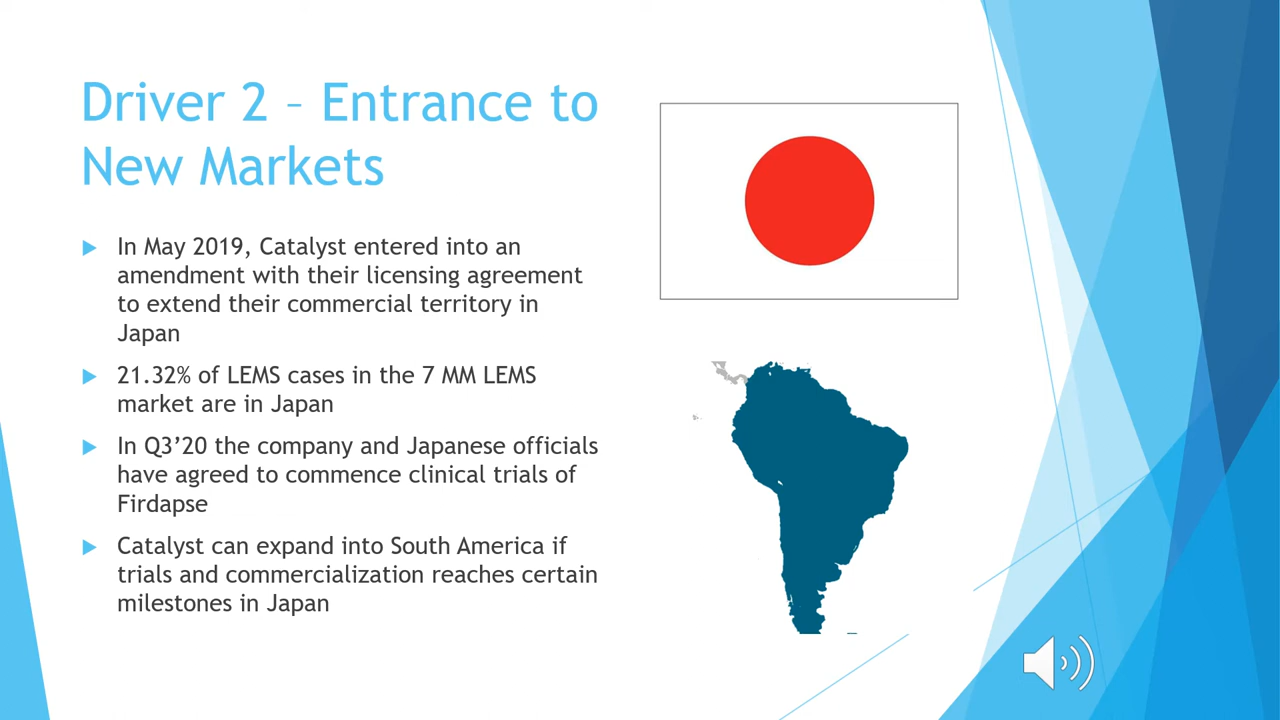 Driver 2 – Entrance to
New Markets
In May 2019, Catalyst entered into an
amendment with their licensing agreement
to extend their commercial territory in
Japan
21.32% of LEMS cases in the 7 MM LEMS
market are in Japan
In Q3’20 the company and Japanese officials
have agreed to commence clinical trials of
Firdapse
Catalyst can expand into South America if
trials and commercialization reaches certain
milestones in Japan